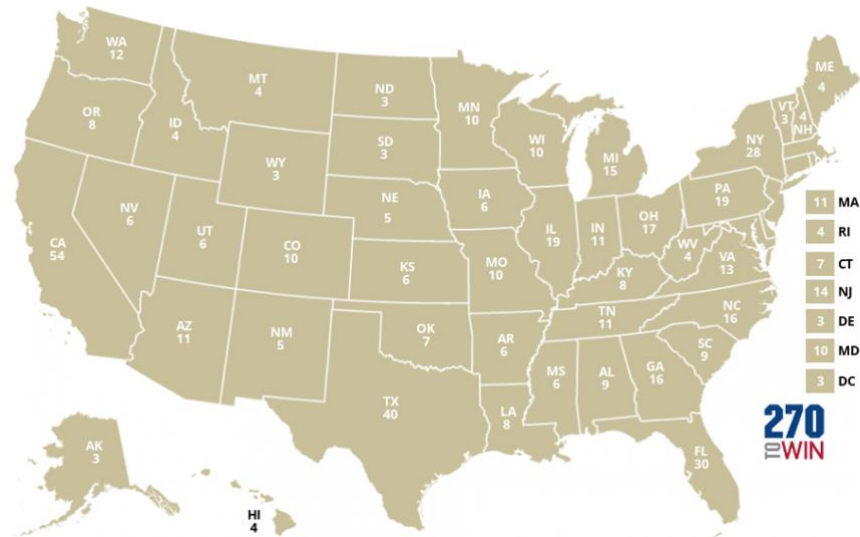 WA
12
OR
8
CA
54
NV
6
ID
4
MT
4
WY
3
UT
6
CO
10
AZ
11
NM
5
ND
3
SD
3
NE
5
KS
6
OK
7
TX
40
MN
10
IA
6
MO
10
AR
6
LA
8
WI
10
IL
19
MI
15
IN
11
OH
17
KY
8
TN
11
MS
6
AL
9
GA
16
FL
30
SC
9
NC
16
VA
13
WV
4
PA
19
NY
28
VT
3
4
NH
ME
4
11 MA
4 RI
7 CT
14 NJ
3 DE
10 MD
3 DC
AK
3
HI
4
270
TO WIN